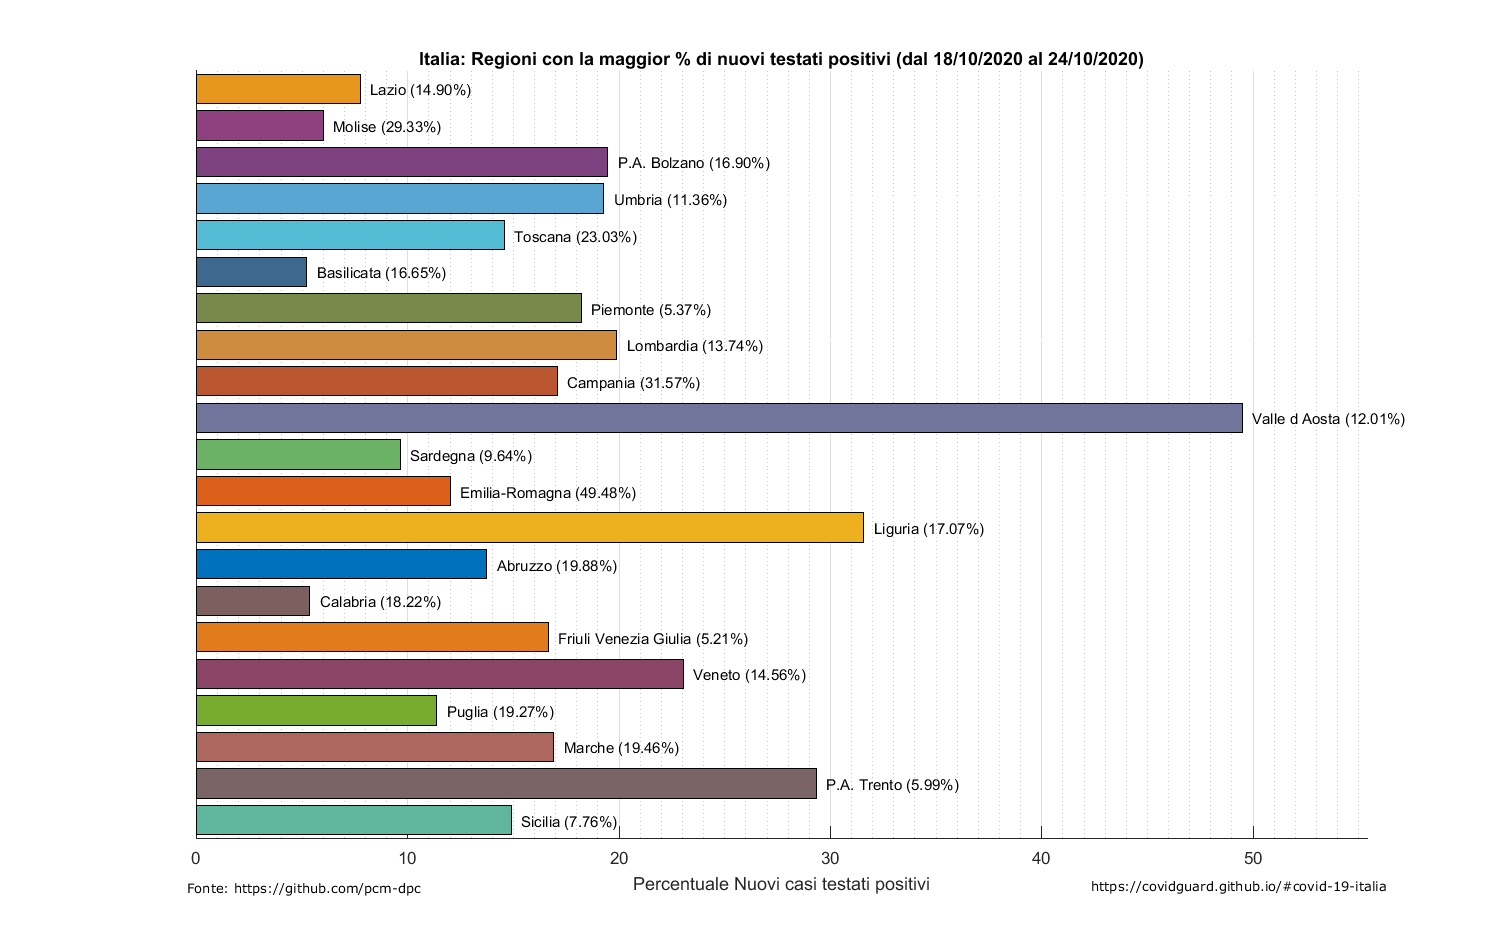 Italia: Regioni con la maggior % di nuovi testati positivi (dal 18/10/2020 al 24/10/2020)
Lazio (14.90%)
Molise (29.33%)
P.A. Bolzano (16.90%)
Umbria (11.36%)
Toscana (23.03%)
Basilicata (16.65%)
Piemonte (5.37%)
Lombardia (13.74%)
Campania (31.57%)
Valle d Aosta (12.01%)
Sardegna (9.64%)
Emilia-Romagna (49.48%)
Liguria (17.07%)
Abruzzo (19.88%)
Calabria (18.22%)
Friuli Venezia Giulia (5.21%)
Veneto (14.56%)
Puglia (19.27%)
Marche (19.46%)
P.A. Trento (5.99%)
Sicilia (7.76%)
0 10 20 30 40 50
Percentuale Nuovi casi testati positivi
Fonte: https://github.com/pcm-dpc
https://covidguard.github.io/#covid-19-italia